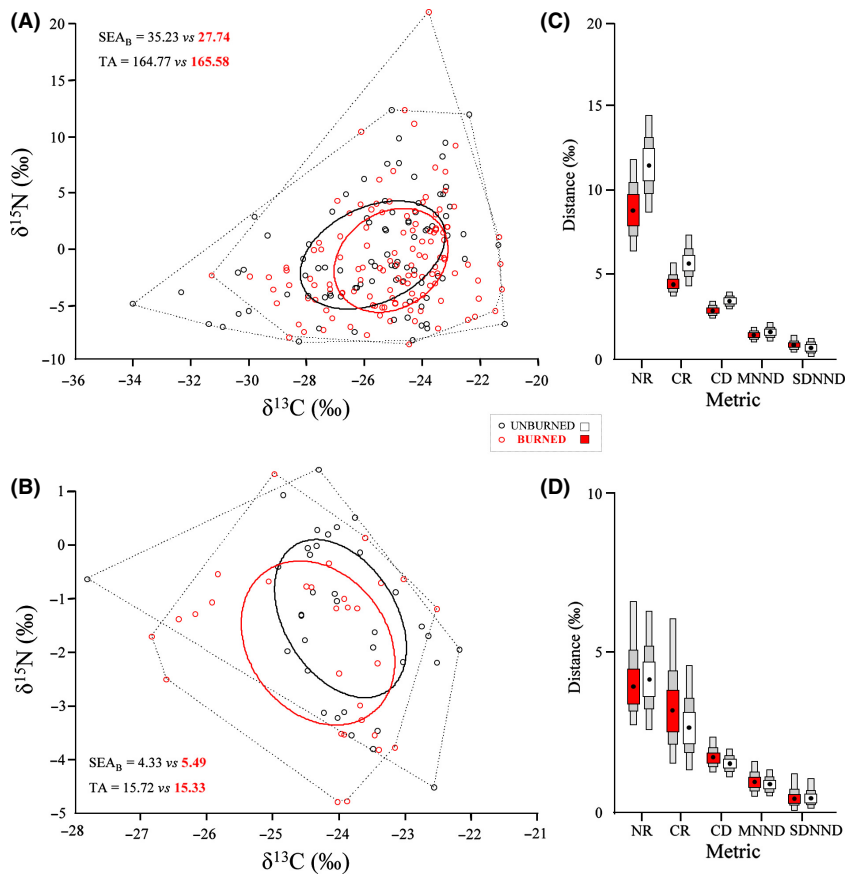 (A)
SEA_B = 35.23 vs 27.74
TA = 164.77 vs 165.58
δ¹⁵N (‰)
20
15
10
5
0
−5
−10
−36 −34 −32 −30 −28 −26 −24 −22 −20
δ¹³C (‰)
(C)
Distance (‰)
20
15
10
5
0
NR CR CD MNND SDNND
Metric
UNBURNED
BURNED
(B)
δ¹⁵N (‰)
1
0
−1
−2
−3
−4
−5
SEA_B = 4.33 vs 5.49
TA = 15.72 vs 15.33
−28 −27 −26 −25 −24 −23 −22 −21
δ¹³C (‰)
(D)
Distance (‰)
10
5
0
NR CR CD MNND SDNND
Metric